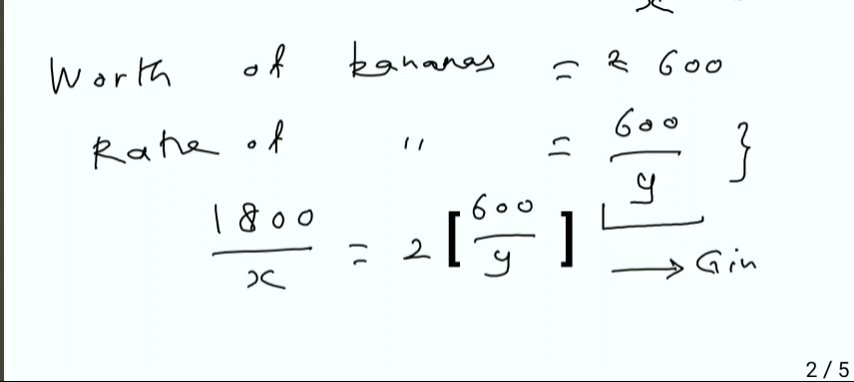 x
Worth of bananas = ₹ 600
Rate of " = 600/y }
1800/x = 2 [600/y]
→ Gin
2/5